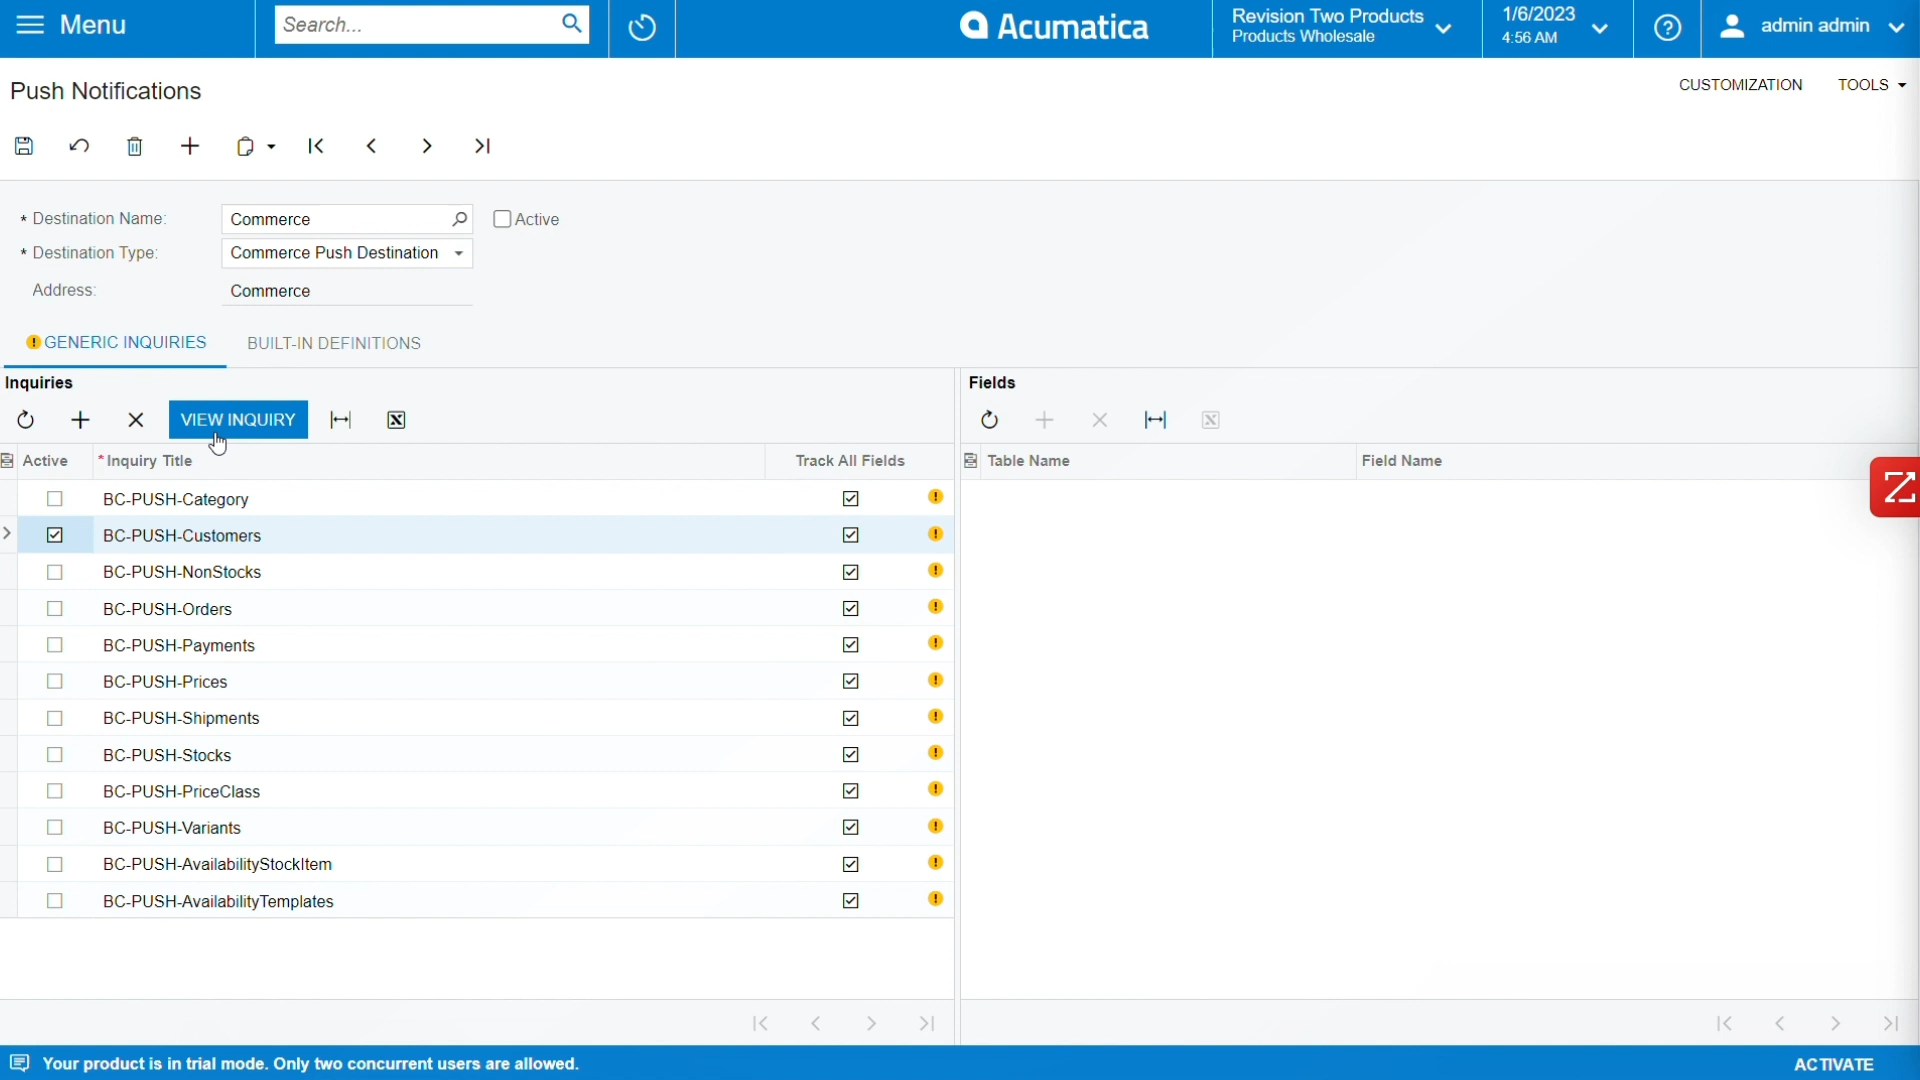 Menu
Search...
Acumatica
Revision Two Products
Products Wholesale
1/6/2023
4:56 AM
admin admin
Push Notifications
CUSTOMIZATION
TOOLS
* Destination Name:
Commerce
Active
* Destination Type:
Commerce Push Destination
Address:
Commerce
GENERIC INQUIRIES
BUILT-IN DEFINITIONS
Inquiries
Fields
VIEW INQUIRY
Active
* Inquiry Title
Track All Fields
Table Name
Field Name
BC-PUSH-Category
BC-PUSH-Customers
BC-PUSH-NonStocks
BC-PUSH-Orders
BC-PUSH-Payments
BC-PUSH-Prices
BC-PUSH-Shipments
BC-PUSH-Stocks
BC-PUSH-PriceClass
BC-PUSH-Variants
BC-PUSH-AvailabilityStockItem
BC-PUSH-AvailabilityTemplates
Your product is in trial mode. Only two concurrent users are allowed.
ACTIVATE